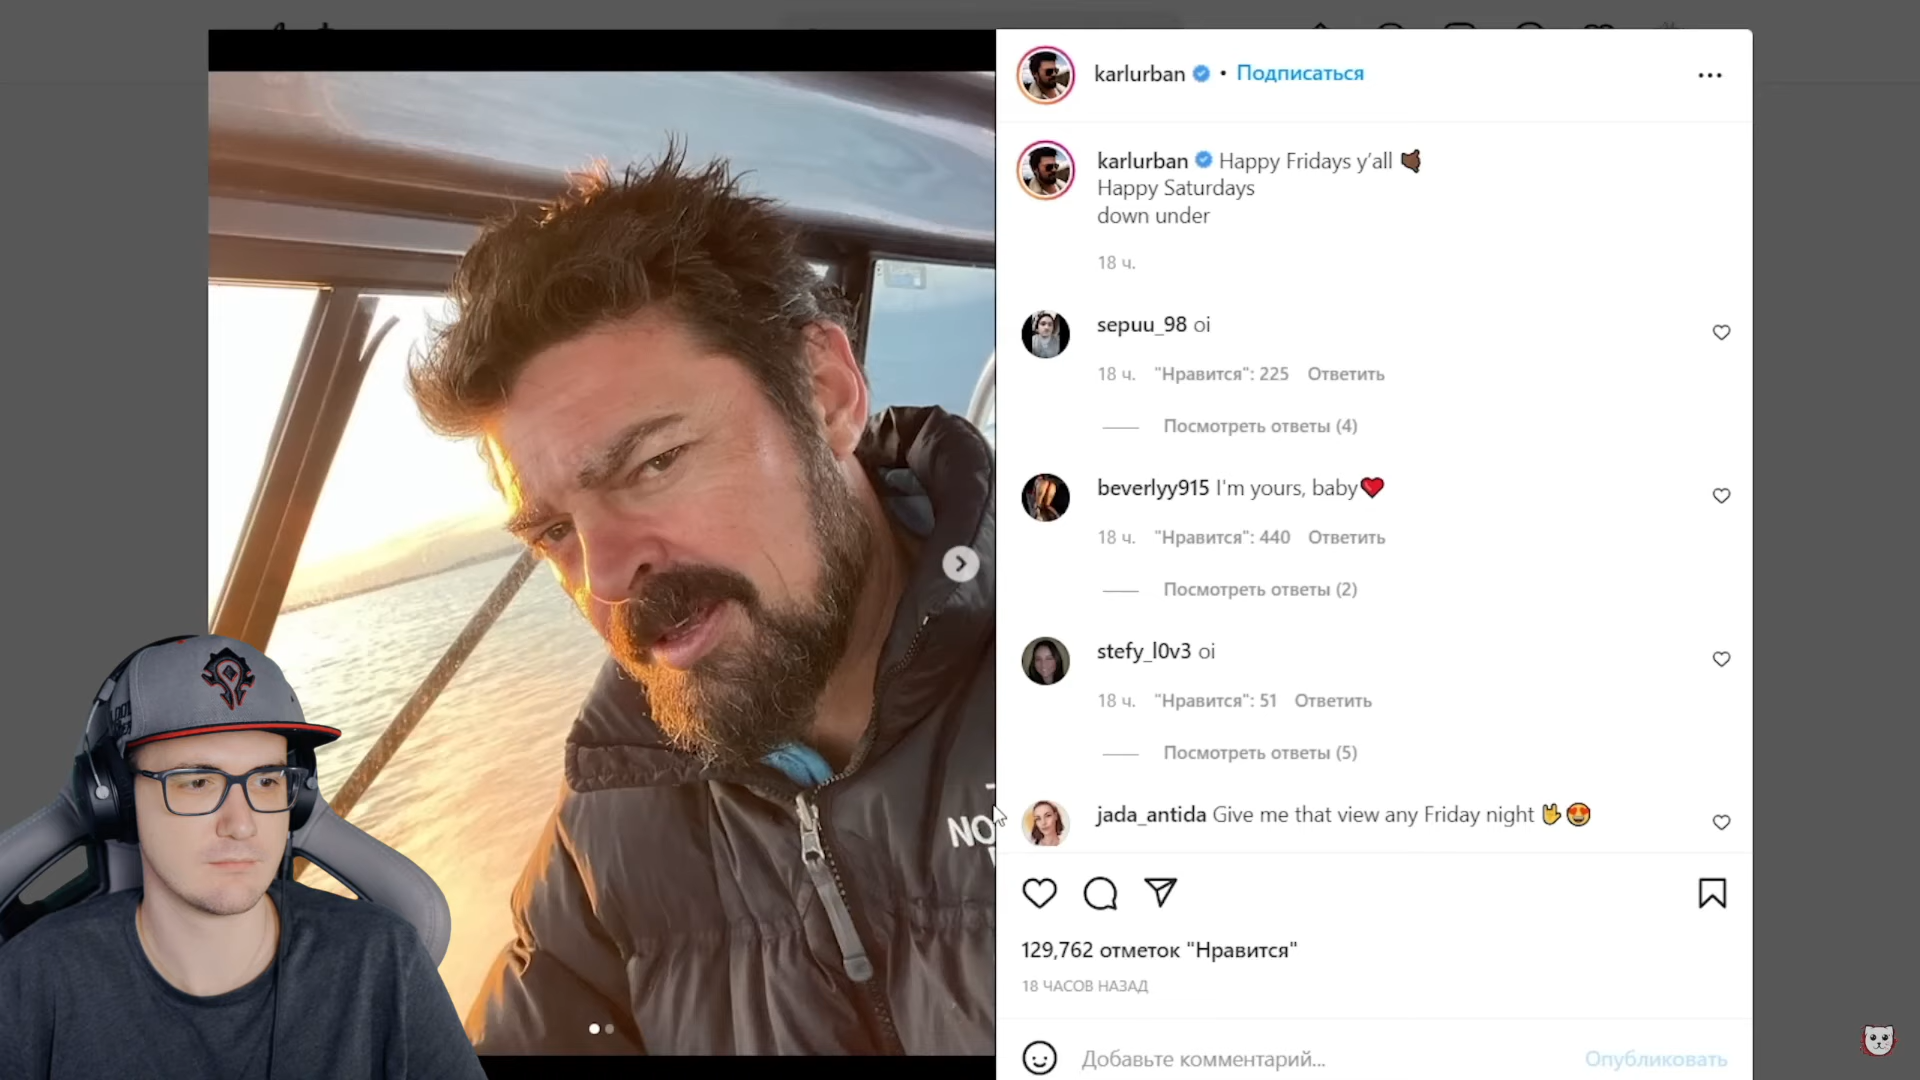 karlurban • Подписаться
karlurban Happy Fridays y’all
Happy Saturdays
down under
18 ч.
sepuu_98 oi
18 ч. "Нравится": 225 Ответить
Посмотреть ответы (4)
beverlyy915 I'm yours, baby❤
18 ч. "Нравится": 440 Ответить
Посмотреть ответы (2)
stefy_l0v3 oi
18 ч. "Нравится": 51 Ответить
Посмотреть ответы (5)
jada_antida Give me that view any Friday night 🤟😍
129,762 отметок "Нравится"
18 ЧАСОВ НАЗАД
Добавьте комментарий... Опубликовать
NO